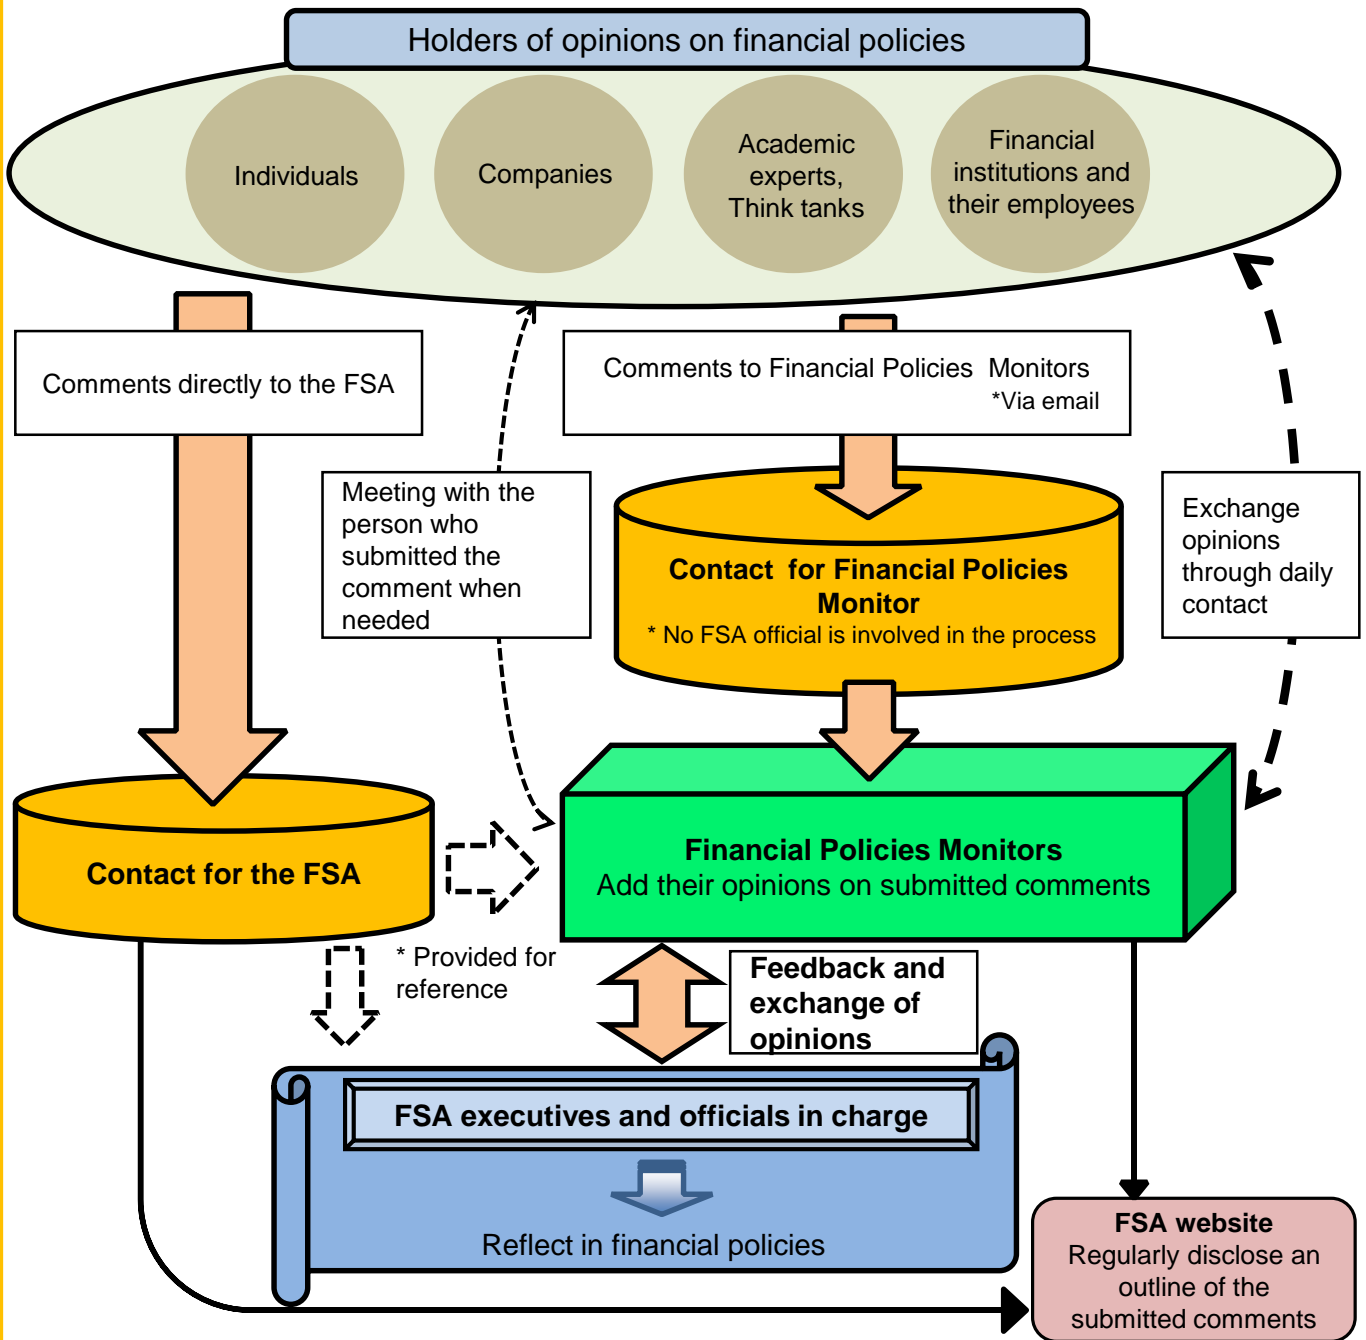 Holders of opinions on financial policies
Individuals
Companies
Academic
experts,
Think tanks
Financial
institutions and
their employees
Comments directly to the FSA
Comments to Financial Policies Monitors
*Via email
Meeting with the
person who
submitted the
comment when
needed
Contact for Financial Policies
Monitor
* No FSA official is involved in the process
Exchange
opinions
through daily
contact
Contact for the FSA
Financial Policies Monitors
Add their opinions on submitted comments
* Provided for
reference
Feedback and
exchange of
opinions
FSA executives and officials in charge
Reflect in financial policies
FSA website
Regularly disclose an
outline of the
submitted comments